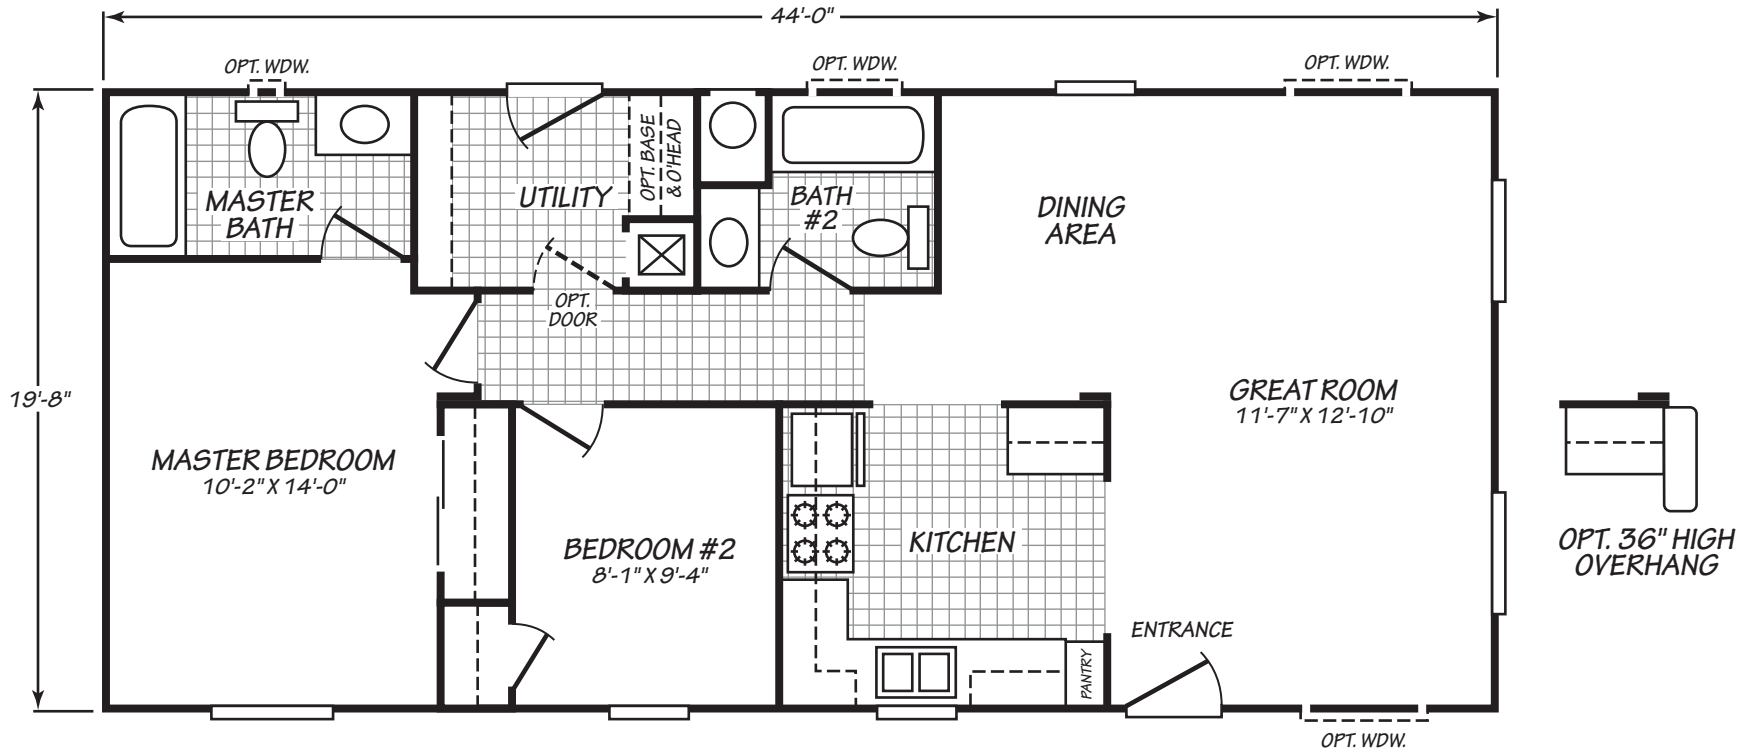 44'-0"
OPT. WDW.
OPT. WDW.
OPT. WDW.
19'-8"
MASTER
BATH
UTILITY
OPT. BASE
& O'HEAD
BATH
#2
DINING
AREA
OPT.
DOOR
GREAT ROOM
11'-7" X 12'-10"
MASTER BEDROOM
10'-2" X 14'-0"
BEDROOM #2
8'-1" X 9'-4"
KITCHEN
OPT. 36" HIGH
OVERHANG
ENTRANCE
PANTRY
OPT. WDW.